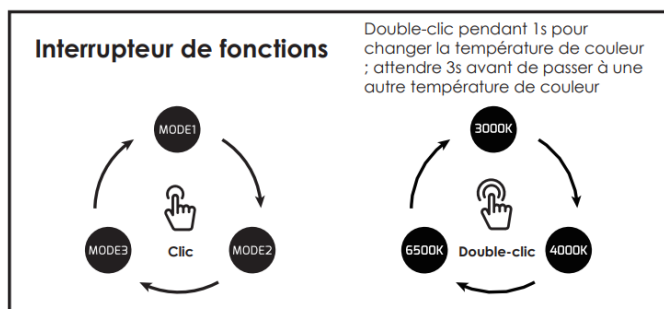 Interrupteur de fonctions
Double-clic pendant 1s pour
changer la température de couleur
; attendre 3s avant de passer à une
autre température de couleur
MODE1
MODE3
Clic
MODE2
3000K
6500K
Double-clic
4000K